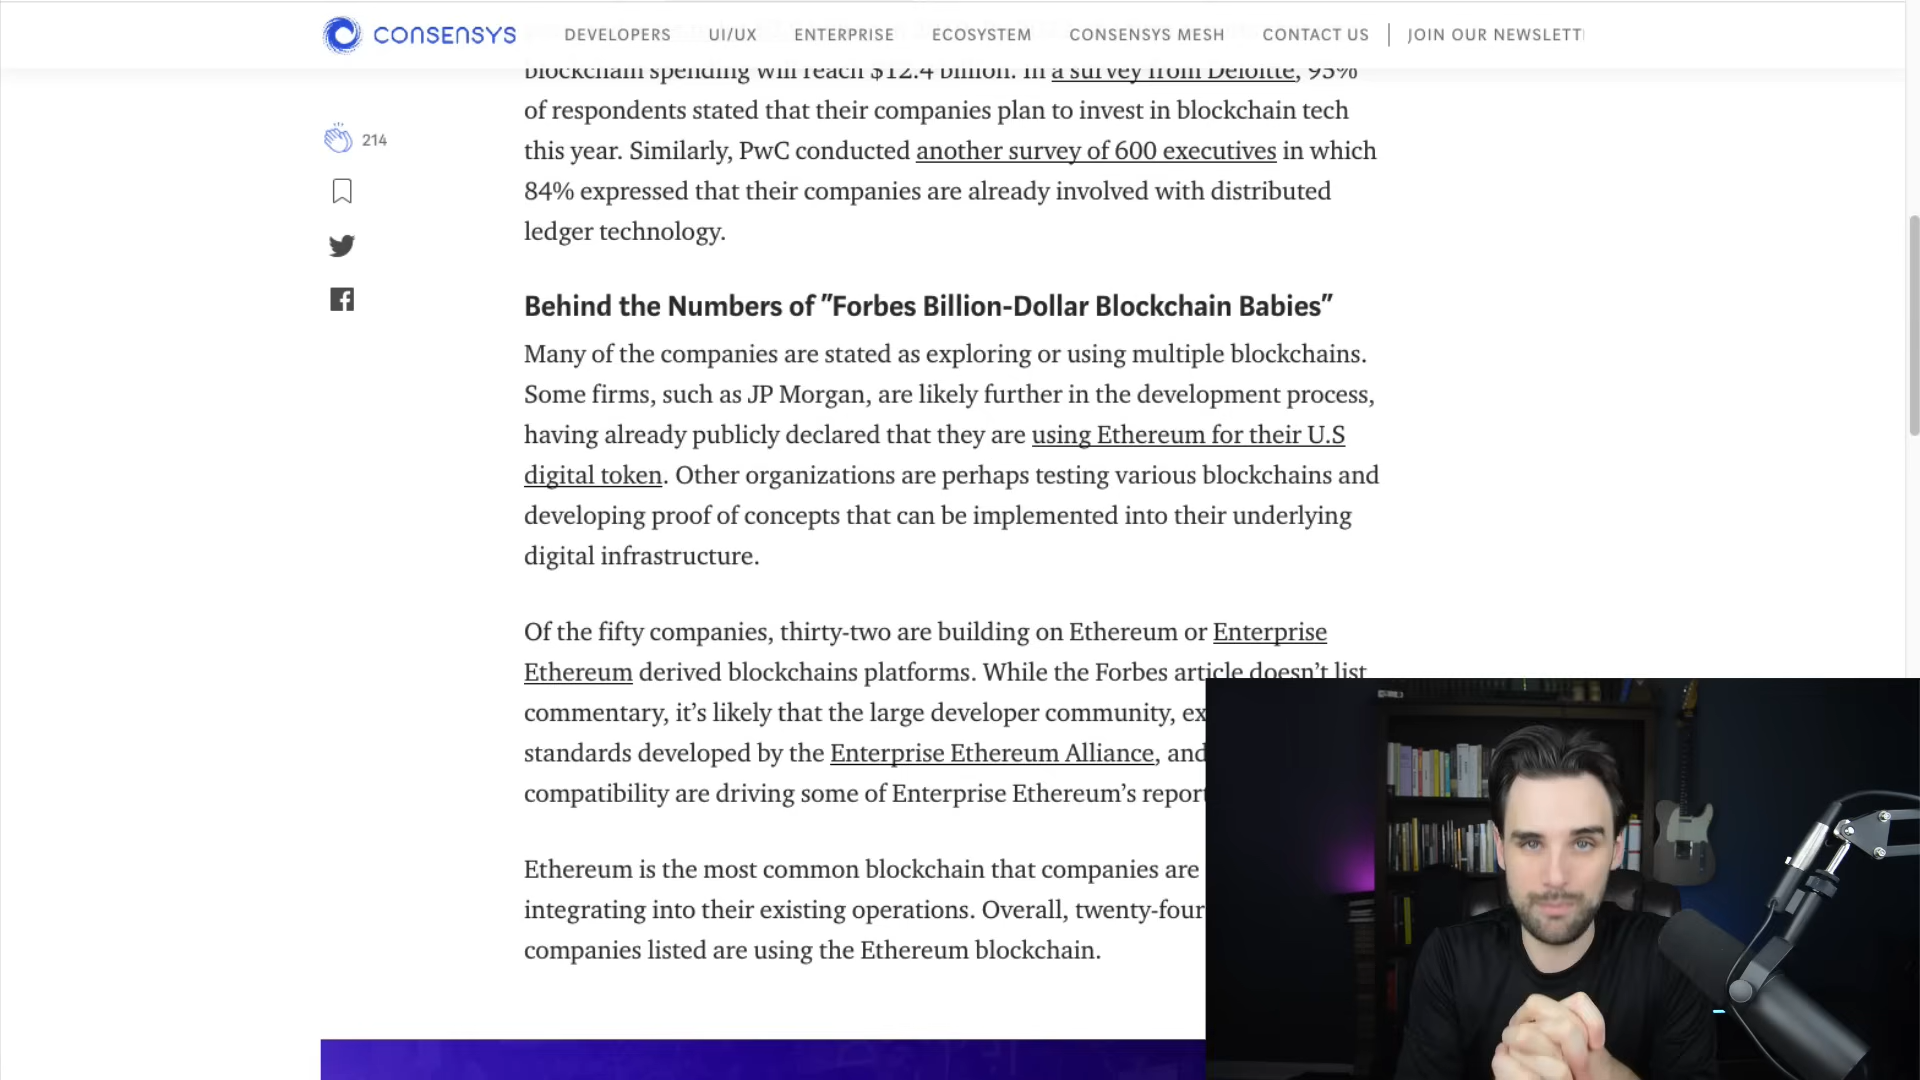 CONSENSYS
DEVELOPERS UI/UX ENTERPRISE ECOSYSTEM CONSENSYS MESH CONTACT US JOIN OUR NEWSLETT
blockchain spending will reach $12.4 billion. In a survey from Deloitte, 95%
of respondents stated that their companies plan to invest in blockchain tech
this year. Similarly, PwC conducted another survey of 600 executives in which
84% expressed that their companies are already involved with distributed
ledger technology.
214
Behind the Numbers of "Forbes Billion-Dollar Blockchain Babies"
Many of the companies are stated as exploring or using multiple blockchains.
Some firms, such as JP Morgan, are likely further in the development process,
having already publicly declared that they are using Ethereum for their U.S
digital token. Other organizations are perhaps testing various blockchains and
developing proof of concepts that can be implemented into their underlying
digital infrastructure.
Of the fifty companies, thirty-two are building on Ethereum or Enterprise
Ethereum derived blockchains platforms. While the Forbes article doesn't list
commentary, it's likely that the large developer community, ex
standards developed by the Enterprise Ethereum Alliance, and
compatibility are driving some of Enterprise Ethereum's report
Ethereum is the most common blockchain that companies are
integrating into their existing operations. Overall, twenty-four
companies listed are using the Ethereum blockchain.